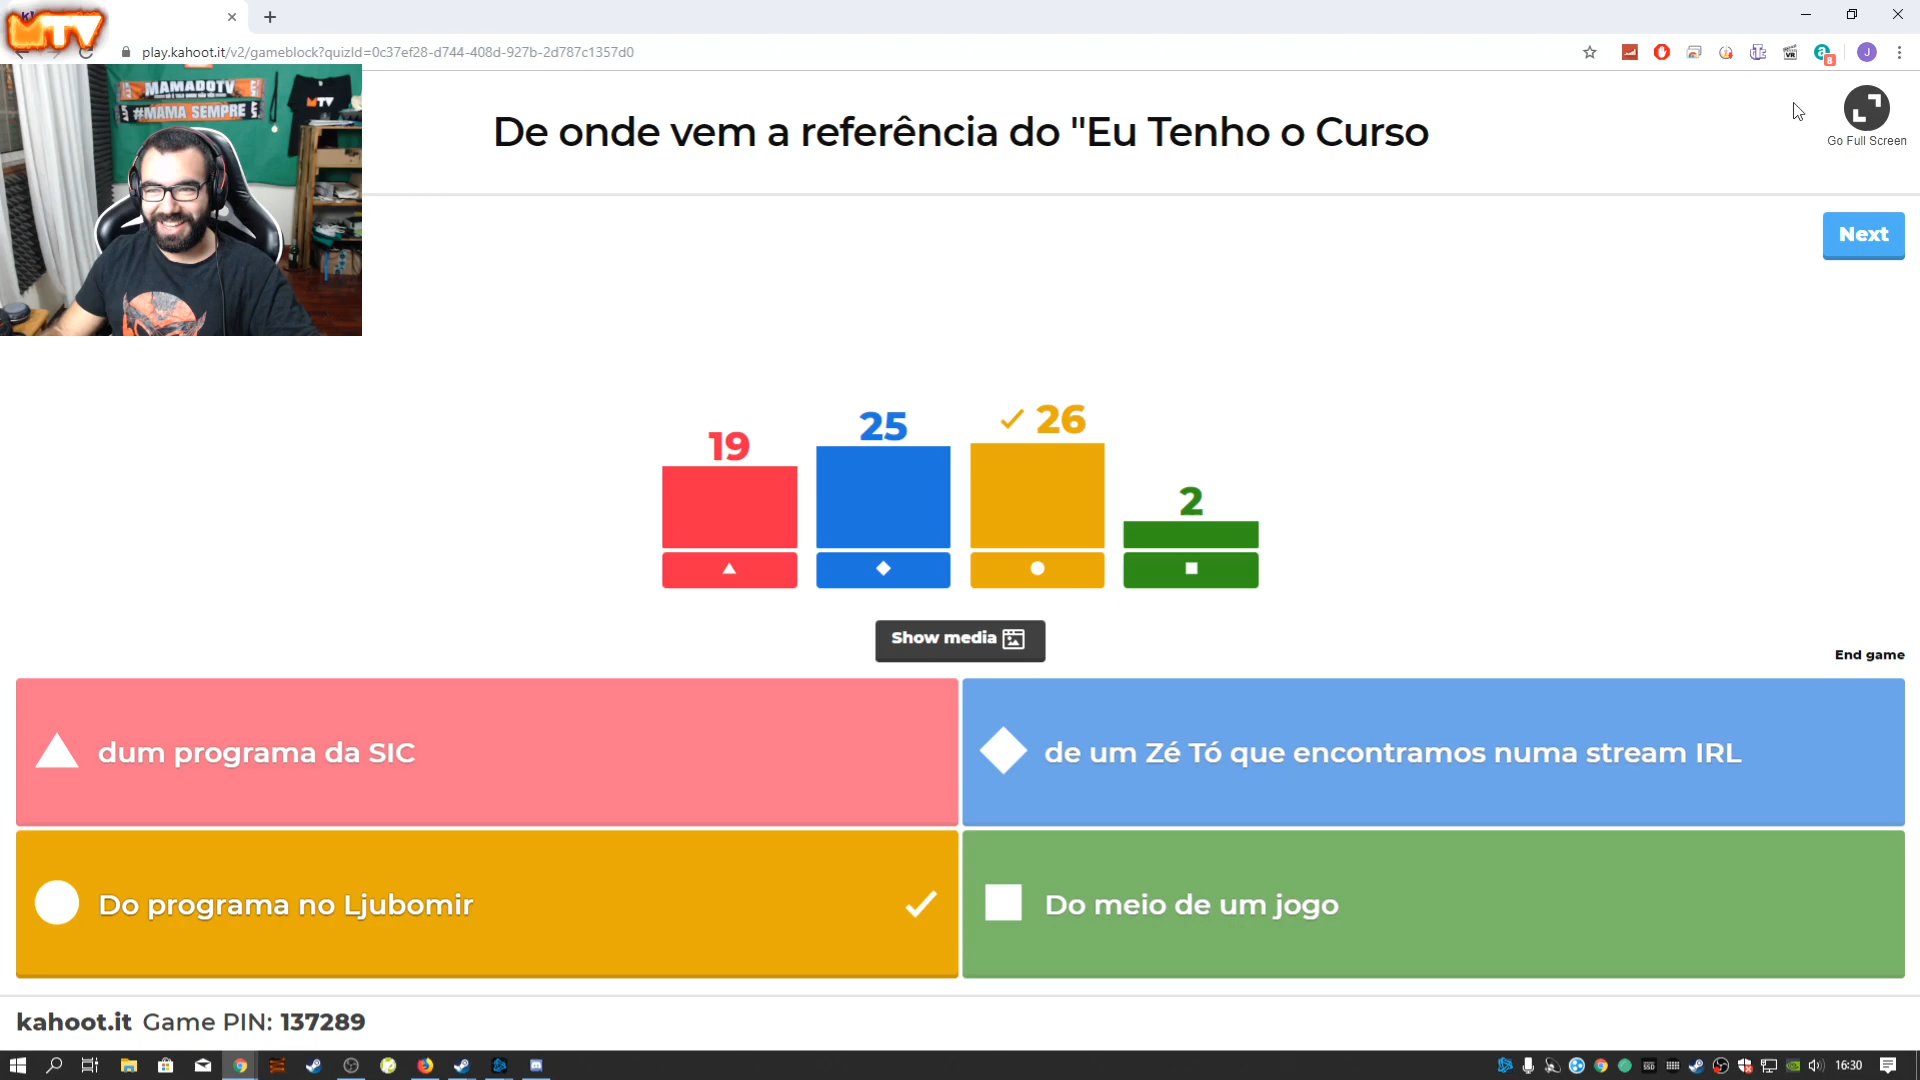 MTV
play.kahoot.it/v2/gameblock?quizId=0c37ef28-d744-408d-927b-2d787c1357d0
J
8
MAMADOTV
#MAMA SEMPRE
MTV
De onde vem a referência do "Eu Tenho o Curso
Go Full Screen
Next
19
25
26
2
Show media
End game
dum programa da SIC
de um Zé Tó que encontramos numa stream IRL
Do programa no Ljubomir
Do meio de um jogo
kahoot.it Game PIN: 137289
16:30